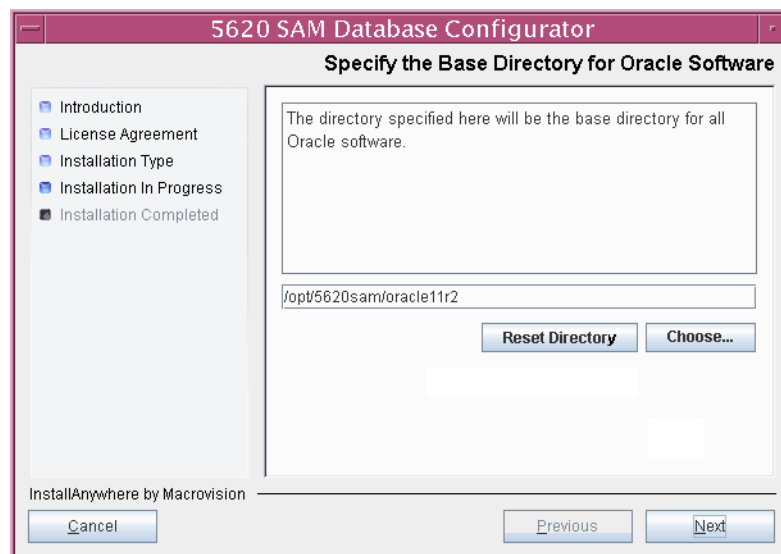 5620 SAM Database Configurator
Specify the Base Directory for Oracle Software
Introduction
License Agreement
Installation Type
Installation In Progress
Installation Completed
The directory specified here will be the base directory for all
Oracle software.
/opt/5620sam/oracle11r2
Reset Directory
Choose...
InstallAnywhere by Macrovision
Cancel
Previous
Next